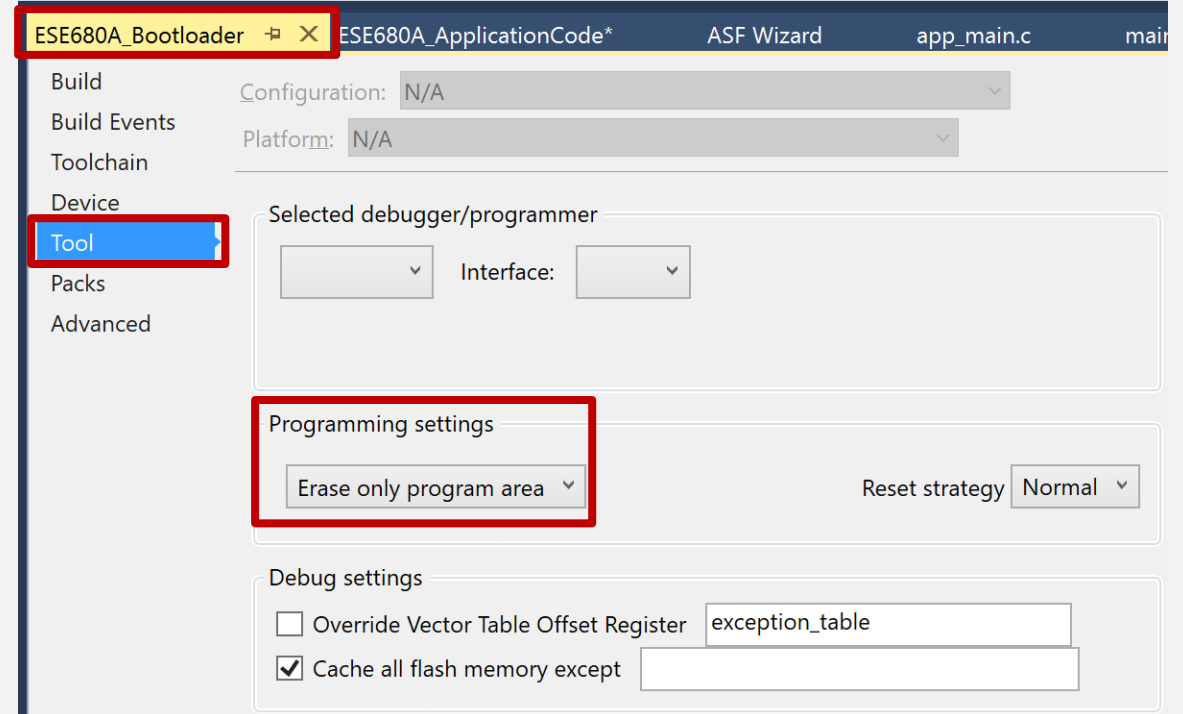 ESE680A_Bootloader ESE680A_ApplicationCode* ASF Wizard app_main.c main
Build
Build Events
Toolchain
Device
Tool
Packs
Advanced
Configuration: N/A
Platform: N/A
Selected debugger/programmer
Interface:
Programming settings
Erase only program area Reset strategy Normal
Debug settings
Override Vector Table Offset Register exception_table
Cache all flash memory except